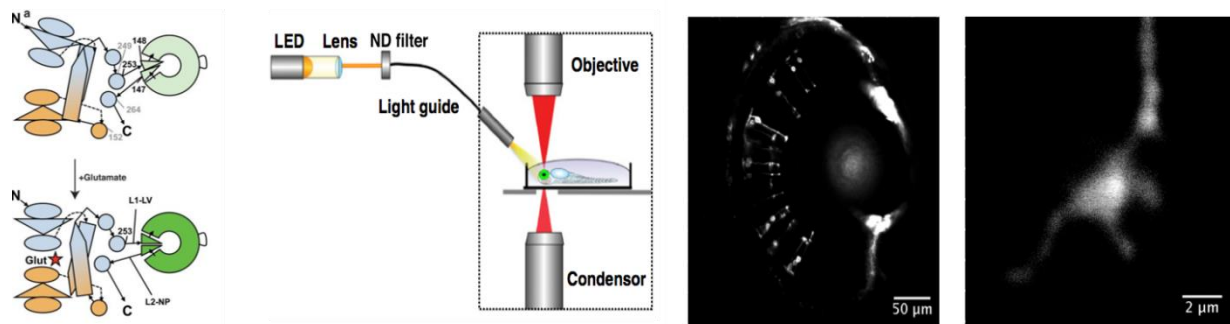 N
a
249
148
253
147
264
C
152
+Glutamate
N
L1-LV
253
Glut
C
L2-NP
LED
Lens
ND filter
Light guide
Objective
Condensor
50 µm
2 µm